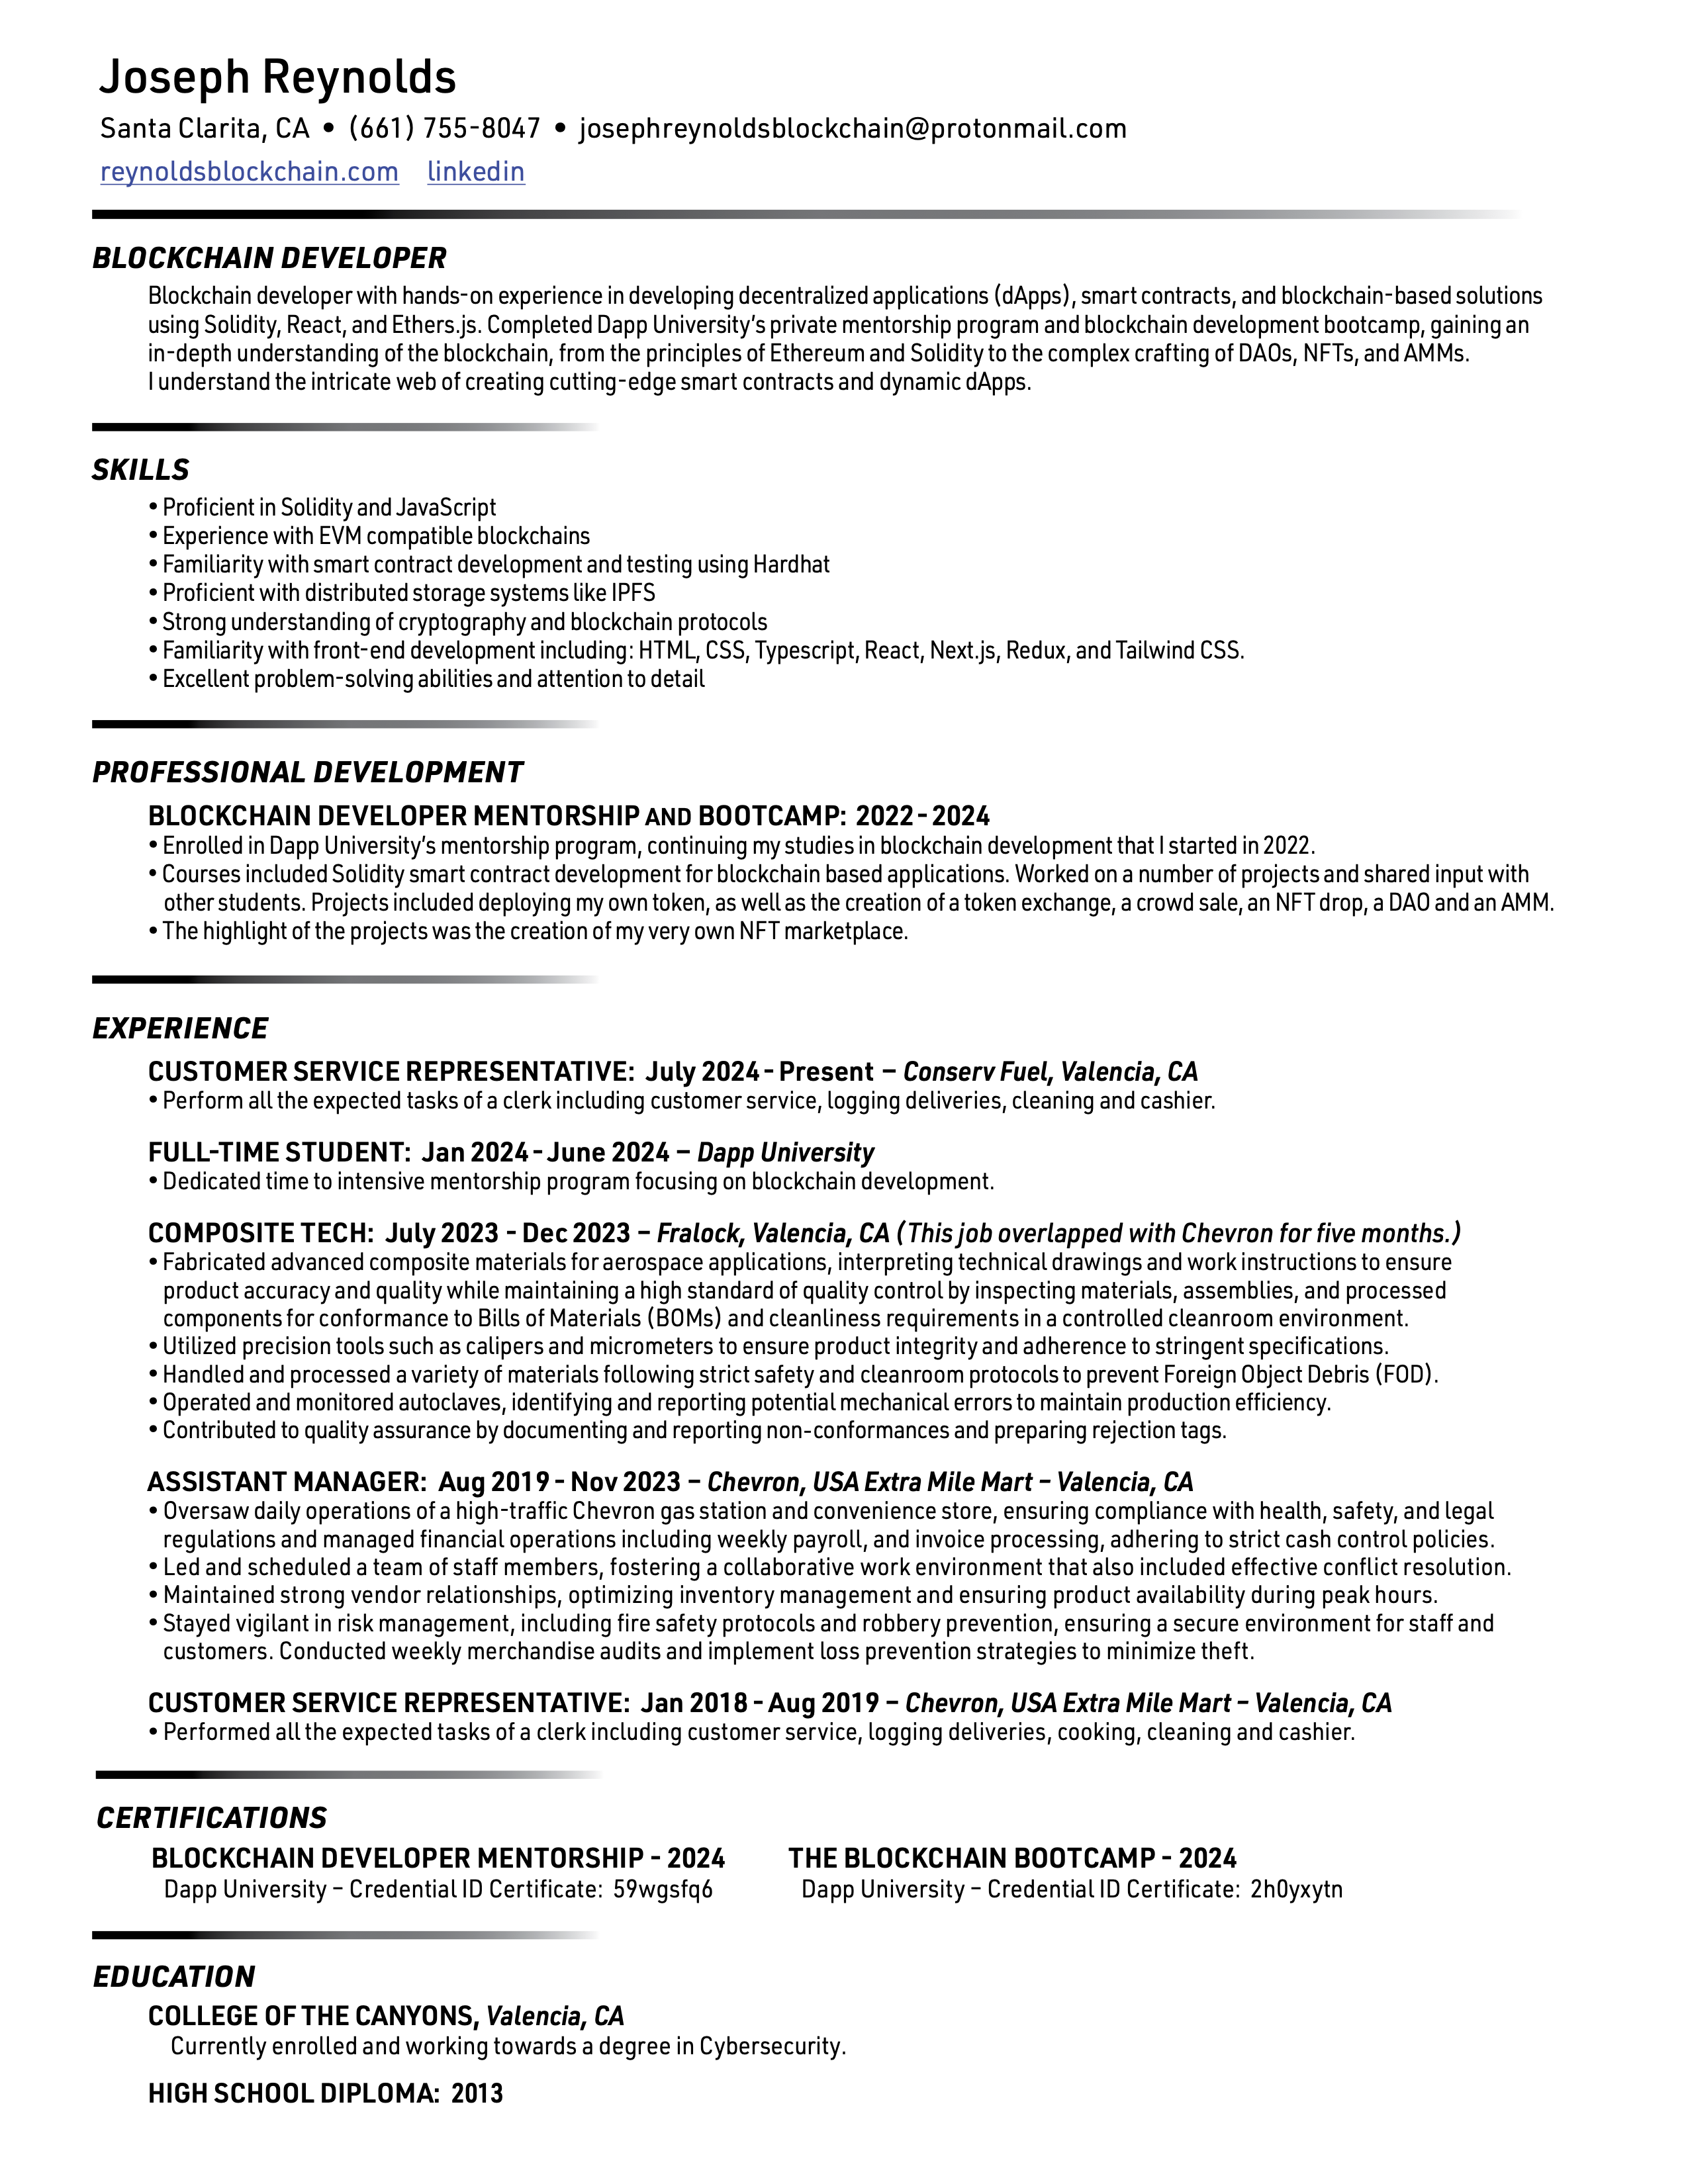 Joseph Reynolds
Santa Clarita, CA • (661) 755-8047 • josephreynoldsblockchain@protonmail.com
reynoldsblockchain.com linkedin
BLOCKCHAIN DEVELOPER
Blockchain developer with hands-on experience in developing decentralized applications (dApps), smart contracts, and blockchain-based solutions
using Solidity, React, and Ethers.js. Completed Dapp University's private mentorship program and blockchain development bootcamp, gaining an
in-depth understanding of the blockchain, from the principles of Ethereum and Solidity to the complex crafting of DAOs, NFTs, and AMMs.
I understand the intricate web of creating cutting-edge smart contracts and dynamic dApps.
SKILLS
• Proficient in Solidity and JavaScript
• Experience with EVM compatible blockchains
• Familiarity with smart contract development and testing using Hardhat
• Proficient with distributed storage systems like IPFS
• Strong understanding of cryptography and blockchain protocols
• Familiarity with front-end development including: HTML, CSS, Typescript, React, Next.js, Redux, and Tailwind CSS.
• Excellent problem-solving abilities and attention to detail
PROFESSIONAL DEVELOPMENT
BLOCKCHAIN DEVELOPER MENTORSHIP AND BOOTCAMP: 2022 - 2024
• Enrolled in Dapp University's mentorship program, continuing my studies in blockchain development that I started in 2022.
• Courses included Solidity smart contract development for blockchain based applications. Worked on a number of projects and shared input with
other students. Projects included deploying my own token, as well as the creation of a token exchange, a crowd sale, an NFT drop, a DAO and an AMM.
• The highlight of the projects was the creation of my very own NFT marketplace.
EXPERIENCE
CUSTOMER SERVICE REPRESENTATIVE: July 2024 - Present – Conserv Fuel, Valencia, CA
• Perform all the expected tasks of a clerk including customer service, logging deliveries, cleaning and cashier.
FULL-TIME STUDENT: Jan 2024 - June 2024 – Dapp University
• Dedicated time to intensive mentorship program focusing on blockchain development.
COMPOSITE TECH: July 2023 - Dec 2023 – Fralock, Valencia, CA (This job overlapped with Chevron for five months.)
• Fabricated advanced composite materials for aerospace applications, interpreting technical drawings and work instructions to ensure
product accuracy and quality while maintaining a high standard of quality control by inspecting materials, assemblies, and processed
components for conformance to Bills of Materials (BOMs) and cleanliness requirements in a controlled cleanroom environment.
• Utilized precision tools such as calipers and micrometers to ensure product integrity and adherence to stringent specifications.
• Handled and processed a variety of materials following strict safety and cleanroom protocols to prevent Foreign Object Debris (FOD).
• Operated and monitored autoclaves, identifying and reporting potential mechanical errors to maintain production efficiency.
• Contributed to quality assurance by documenting and reporting non-conformances and preparing rejection tags.
ASSISTANT MANAGER: Aug 2019 - Nov 2023 – Chevron, USA Extra Mile Mart – Valencia, CA
• Oversaw daily operations of a high-traffic Chevron gas station and convenience store, ensuring compliance with health, safety, and legal
regulations and managed financial operations including weekly payroll, and invoice processing, adhering to strict cash control policies.
• Led and scheduled a team of staff members, fostering a collaborative work environment that also included effective conflict resolution.
• Maintained strong vendor relationships, optimizing inventory management and ensuring product availability during peak hours.
• Stayed vigilant in risk management, including fire safety protocols and robbery prevention, ensuring a secure environment for staff and
customers. Conducted weekly merchandise audits and implement loss prevention strategies to minimize theft.
CUSTOMER SERVICE REPRESENTATIVE: Jan 2018 - Aug 2019 – Chevron, USA Extra Mile Mart – Valencia, CA
• Performed all the expected tasks of a clerk including customer service, logging deliveries, cooking, cleaning and cashier.
CERTIFICATIONS
BLOCKCHAIN DEVELOPER MENTORSHIP - 2024 THE BLOCKCHAIN BOOTCAMP - 2024
Dapp University – Credential ID Certificate: 59wgsfq6 Dapp University – Credential ID Certificate: 2h0yxytn
EDUCATION
COLLEGE OF THE CANYONS, Valencia, CA
Currently enrolled and working towards a degree in Cybersecurity.
HIGH SCHOOL DIPLOMA: 2013